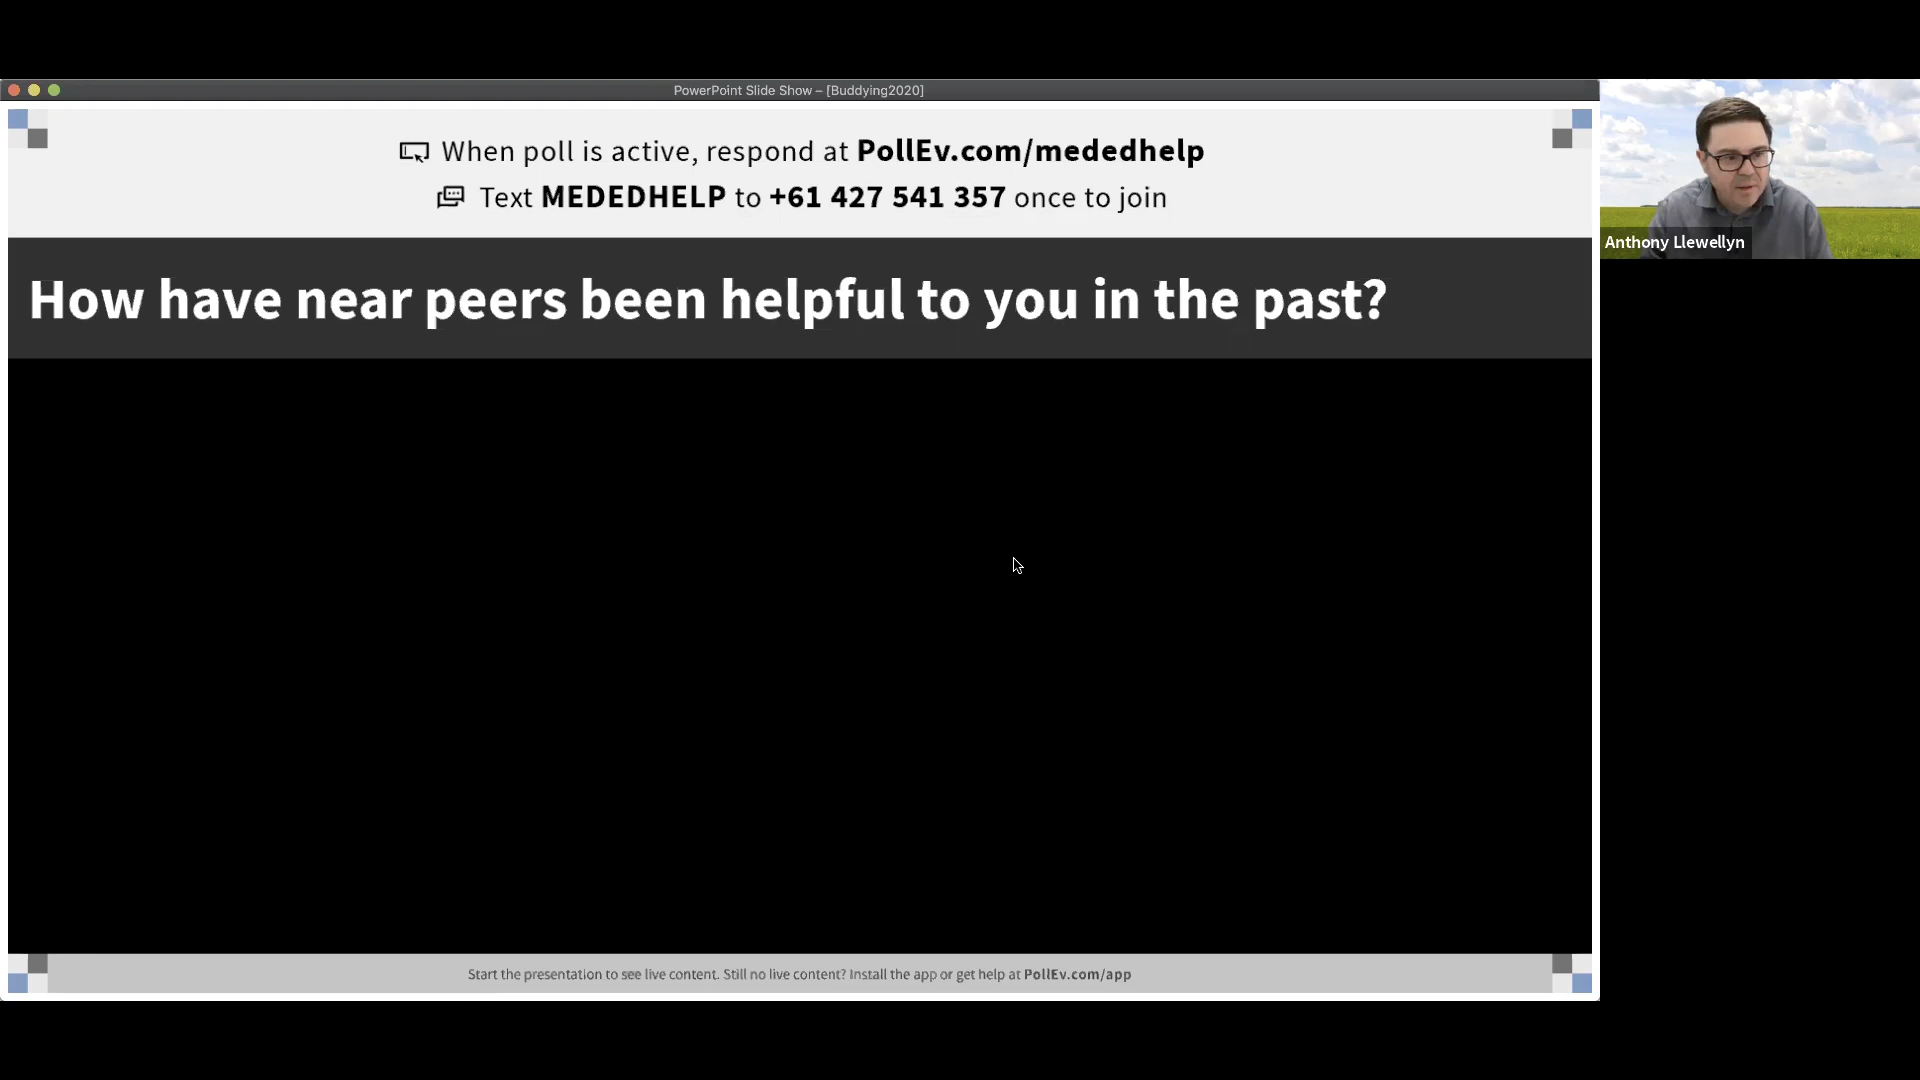 PowerPoint Slide Show – [Buddying2020]
When poll is active, respond at PollEv.com/mededhelp
Text MEDEDHELP to +61 427 541 357 once to join
Anthony Llewellyn
How have near peers been helpful to you in the past?
Start the presentation to see live content. Still no live content? Install the app or get help at PollEv.com/app